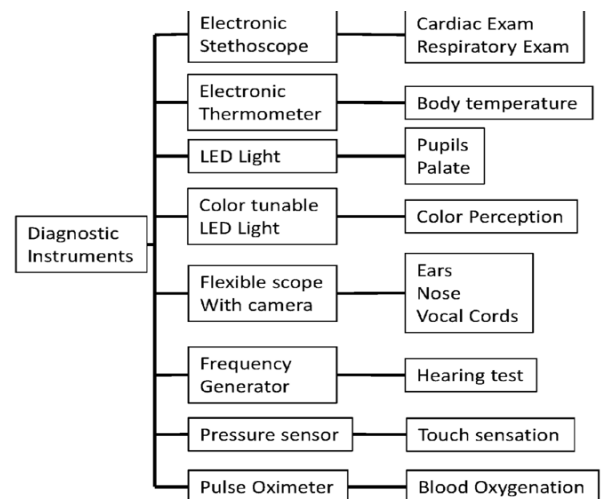 Electronic
Stethoscope
Cardiac Exam
Respiratory Exam
Electronic
Thermometer
Body temperature
LED Light
Pupils
Palate
Color tunable
LED Light
Color Perception
Diagnostic
Instruments
Flexible scope
With camera
Ears
Nose
Vocal Cords
Frequency
Generator
Hearing test
Pressure sensor
Touch sensation
Pulse Oximeter
Blood Oxygenation